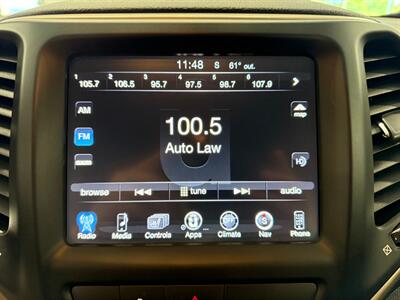 11:48 S 61° out.
1 105.7 2 106.5 3 95.7 4 97.5 5 98.7 6 107.9
AM
map
100.5
FM
Auto Law
browse tune audio
Radio Media Controls Apps Climate Nav Phone